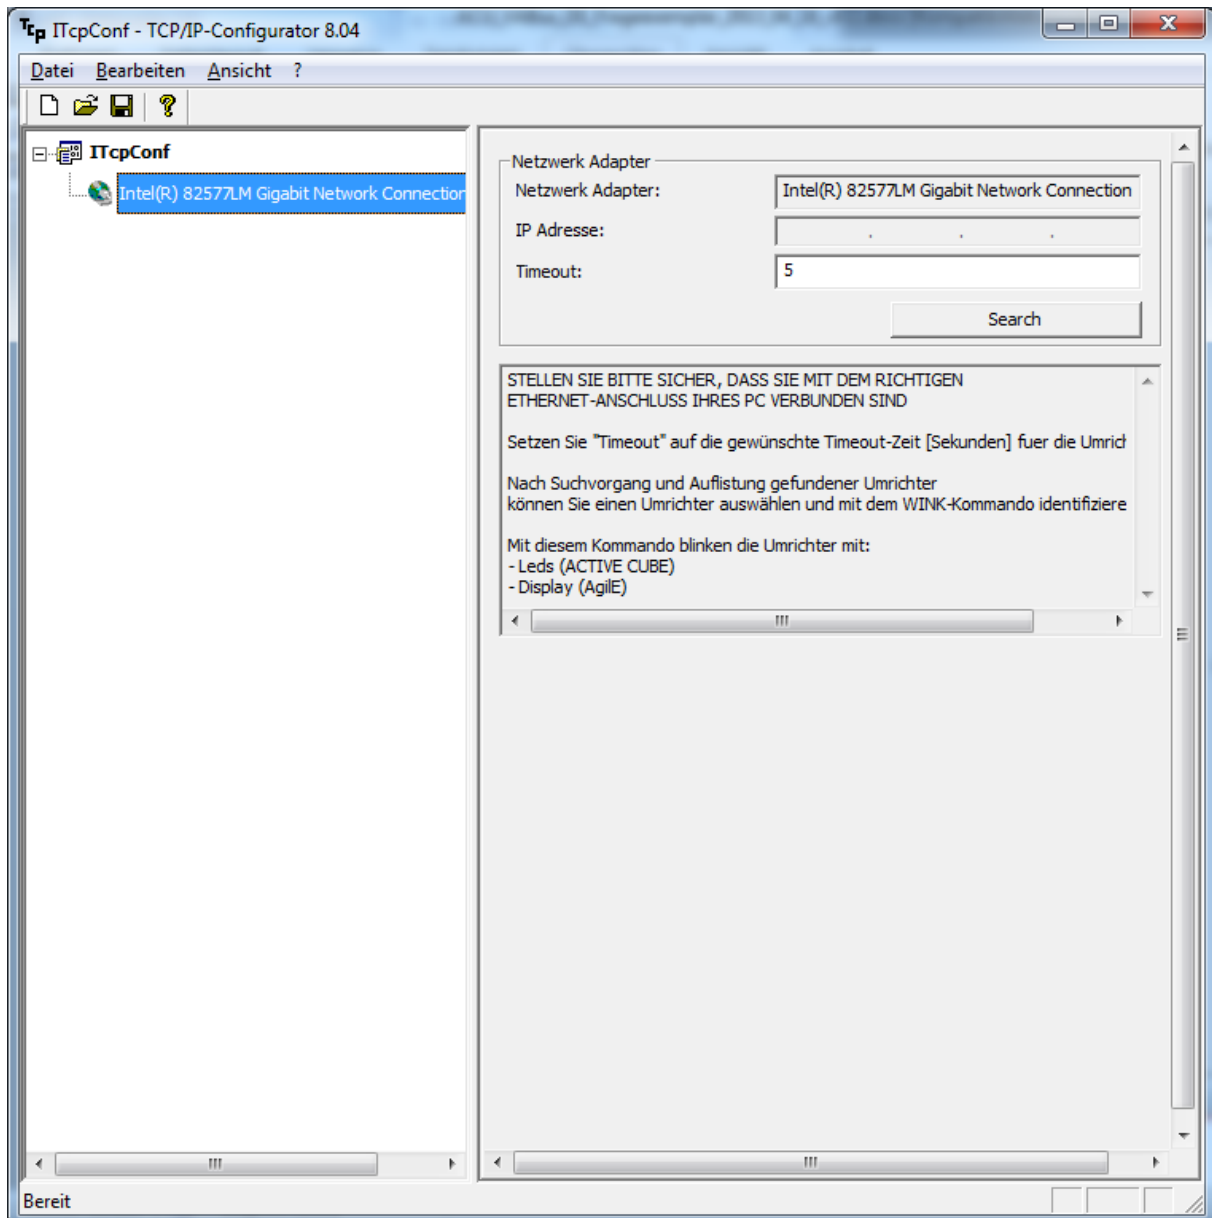 Tcp ITcpConf - TCP/IP-Configurator 8.04
Datei Bearbeiten Ansicht ?
ITcpConf
Intel(R) 82577LM Gigabit Network Connection
Netzwerk Adapter
Netzwerk Adapter: Intel(R) 82577LM Gigabit Network Connection
IP Adresse: . . .
Timeout: 5
Search
STELLEN SIE BITTE SICHER, DASS SIE MIT DEM RICHTIGEN
ETHERNET-ANSCHLUSS IHRES PC VERBUNDEN SIND
Setzen Sie "Timeout" auf die gewünschte Timeout-Zeit [Sekunden] fuer die Umrich
Nach Suchvorgang und Auflistung gefundener Umrichter
können Sie einen Umrichter auswählen und mit dem WINK-Kommando identifiziere
Mit diesem Kommando blinken die Umrichter mit:
- Leds (ACTIVE CUBE)
- Display (AgilE)
Bereit